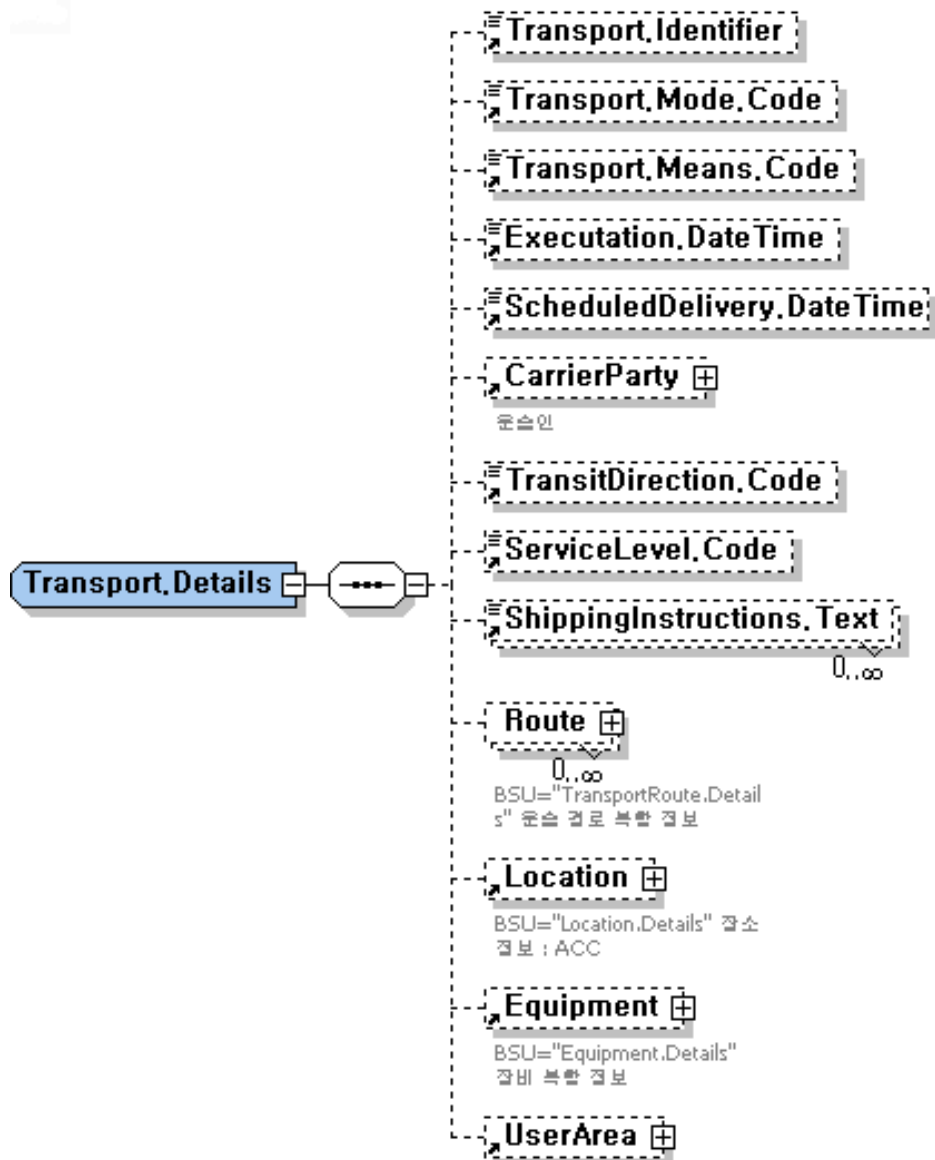 Transport.Identifier
Transport.Mode.Code
Transport.Means.Code
Executation.DateTime
ScheduledDelivery.DateTime
CarrierParty
운송인
TransitDirection.Code
ServiceLevel.Code
Transport.Details
ShippingInstructions.Text
0..∞
Route
0..∞
BSU="TransportRoute.Detail
s" 운송 경로 복합 정보
Location
BSU="Location.Details" 장소
정보 : ACC
Equipment
BSU="Equipment.Details"
장비 복합 정보
UserArea